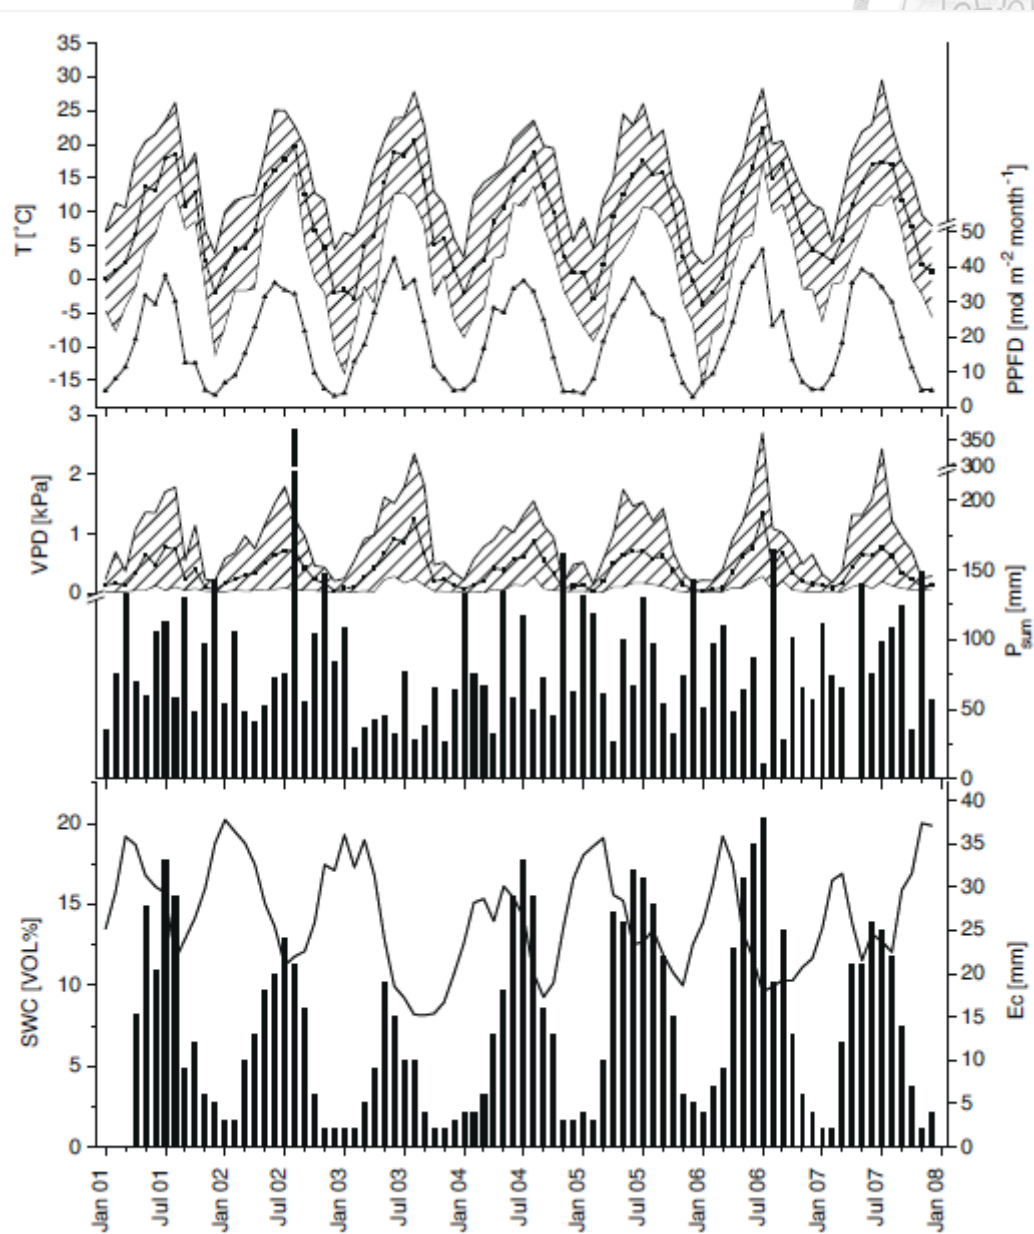 35
30
25
20
15
10
5
0
-5
-10
-15
T [°C]
50
40
30
20
10
0
PPFD [mol m⁻² month⁻¹]
3
2
1
0
VPD [kPa]
350
300
200
150
100
50
0
Psum [mm]
20
15
10
5
0
SWC [VOL%]
40
35
30
25
20
15
10
5
0
Ec [mm]
Jan 01
Jul 01
Jan 02
Jul 02
Jan 03
Jul 03
Jan 04
Jul 04
Jan 05
Jul 05
Jan 06
Jul 06
Jan 07
Jul 07
Jan 08